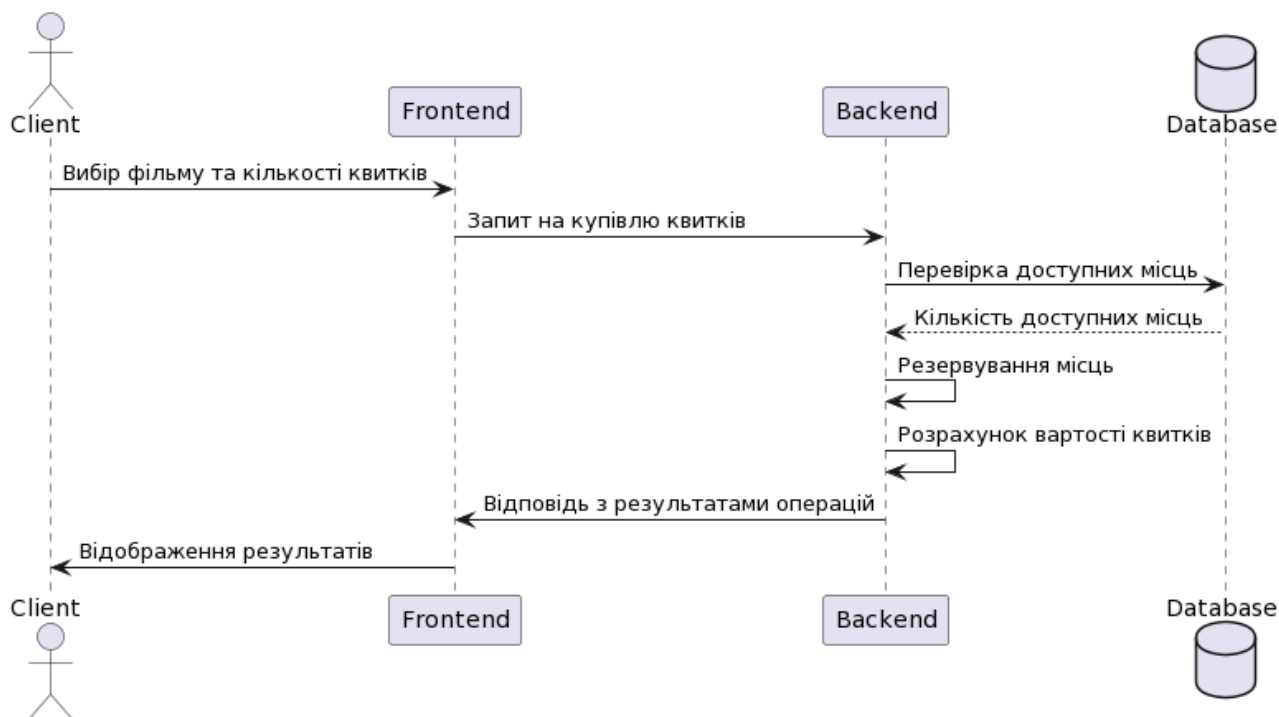 Client
Frontend
Backend
Database
Вибір фільму та кількості квитків
Запит на купівлю квитків
Перевірка доступних місць
Кількість доступних місць
Резервування місць
Розрахунок вартості квитків
Відповідь з результатами операцій
Відображення результатів
Client
Frontend
Backend
Database